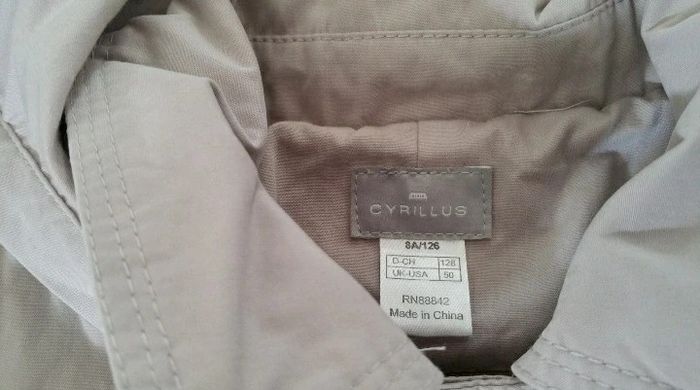 CYRILLUS
8A/126
D-CH 128
UK-USA 50
RN88842
Made in China